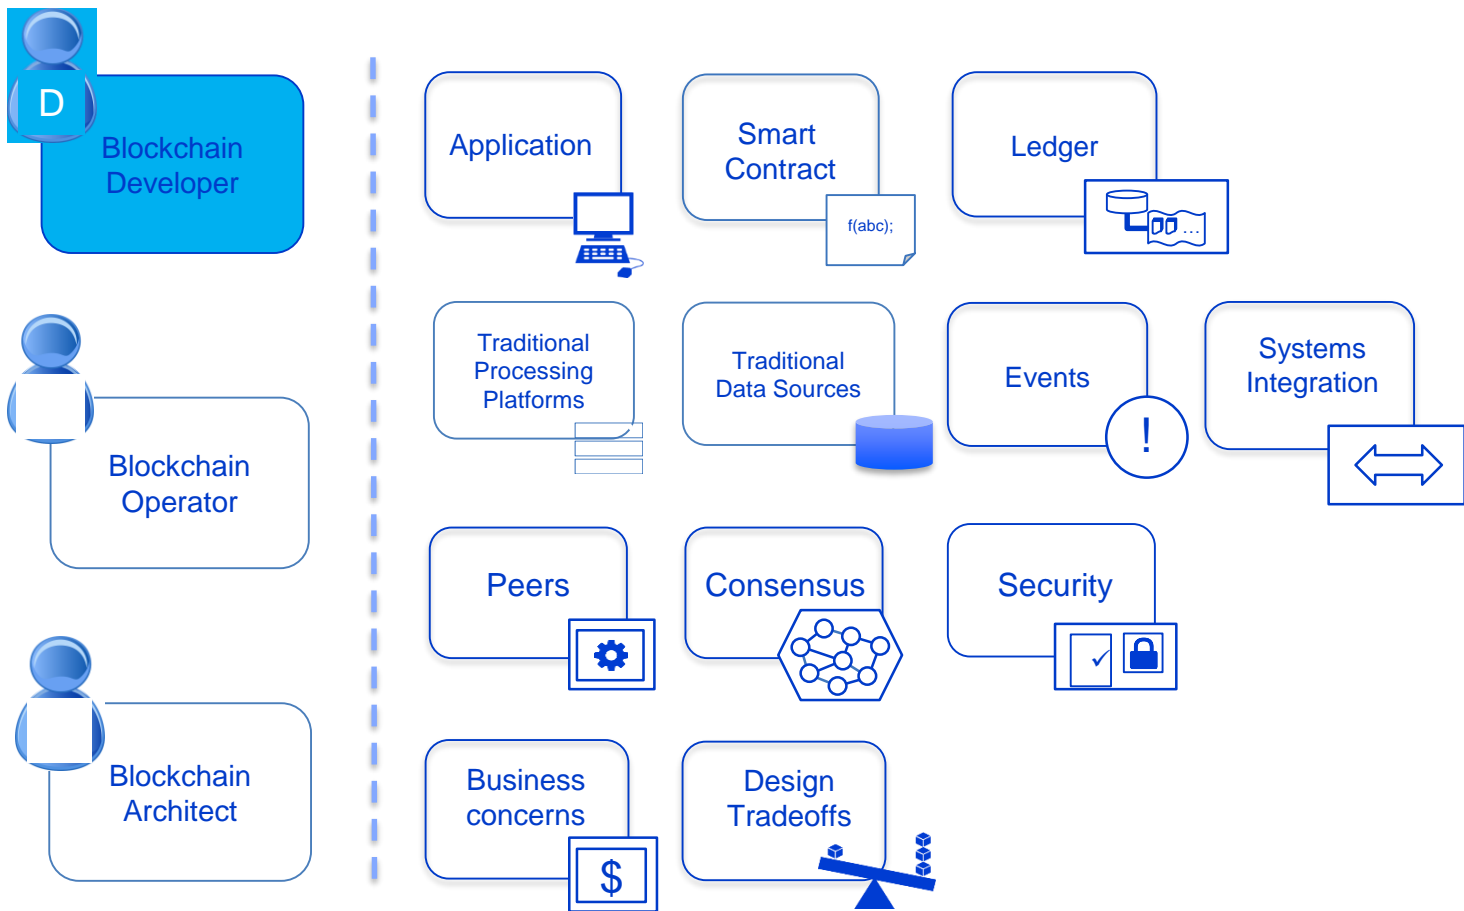 D
Blockchain
Developer
Application
Smart
Contract
f(abc);
Ledger
...
Traditional
Processing
Platforms
Traditional
Data Sources
Events
!
Systems
Integration
Blockchain
Operator
Peers
Consensus
Security
✓
Blockchain
Architect
Business
concerns
$
Design
Tradeoffs